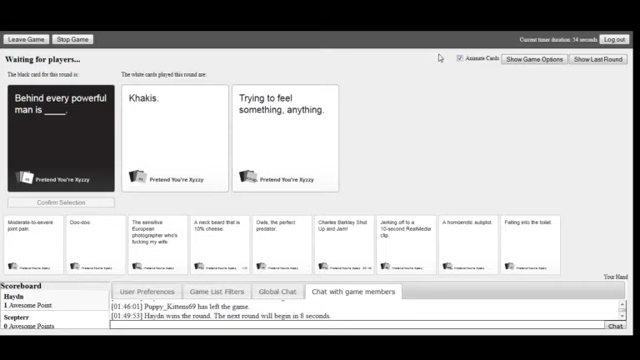 Leave Game
Stop Game
Current timer duration: 34 seconds
Log out
Waiting for players...
Animate Cards
Show Game Options
Show Last Round
The black card for this round is:
The white cards played this round are:
Behind every powerful
man is ____.
Khakis.
Trying to feel
something, anything.
Pretend You're Xyzzy
Pretend You're Xyzzy
Pretend You're Xyzzy
Confirm Selection
Moderate-to-severe
joint pain.
Doo-doo.
The sensitive
European
photographer who's
fucking my wife.
A neck beard that is
10% cheese.
Owls, the perfect
predator.
Charles Barkley Shut
Up and Jam!
Jerking off to a
10-second RealMedia
clip.
A homoerotic subplot.
Falling into the toilet.
Your Hand
Scoreboard
Haydn
1 Awesome Point
Scepterr
0 Awesome Points
User Preferences
Game List Filters
Global Chat
Chat with game members
[01:46:01] Puppy_Kittens69 has left the game.
[01:49:53] Haydn wins the round. The next round will begin in 8 seconds.
Chat